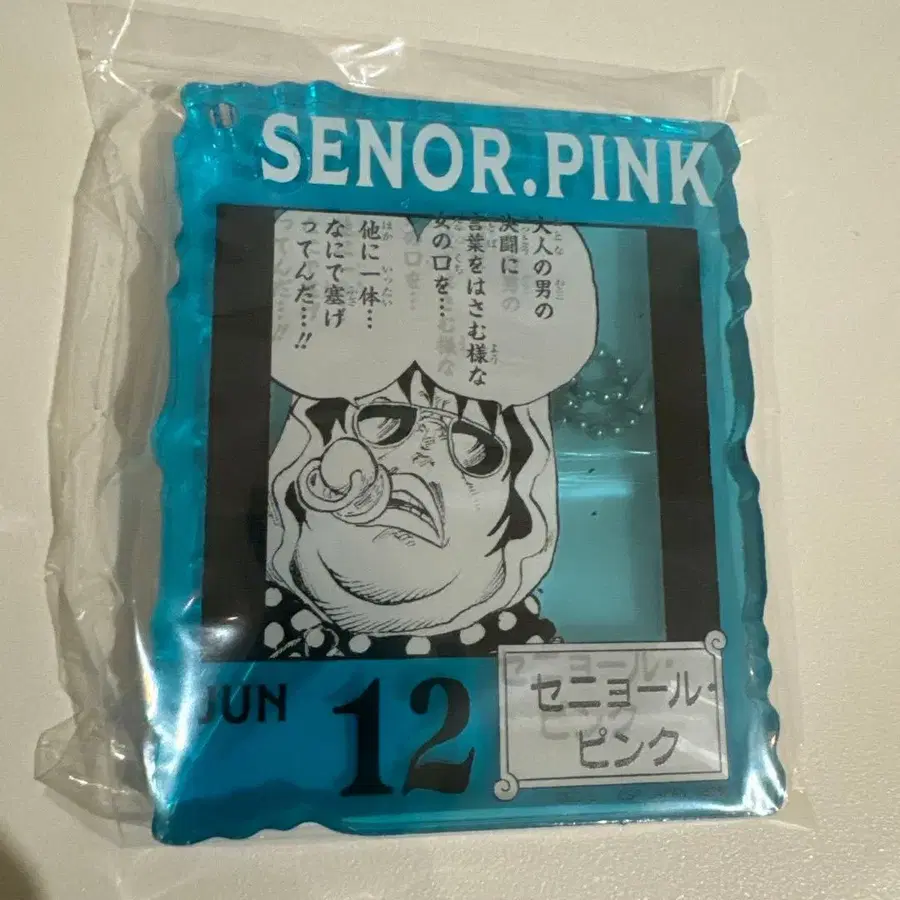 SENOR.PINK
大人の男の
決闘に
言葉をはさむ様な
女の口を…
他に一体…
なにで塞げ
ってんだ…!!
JUN 12
セニョール・
ピンク